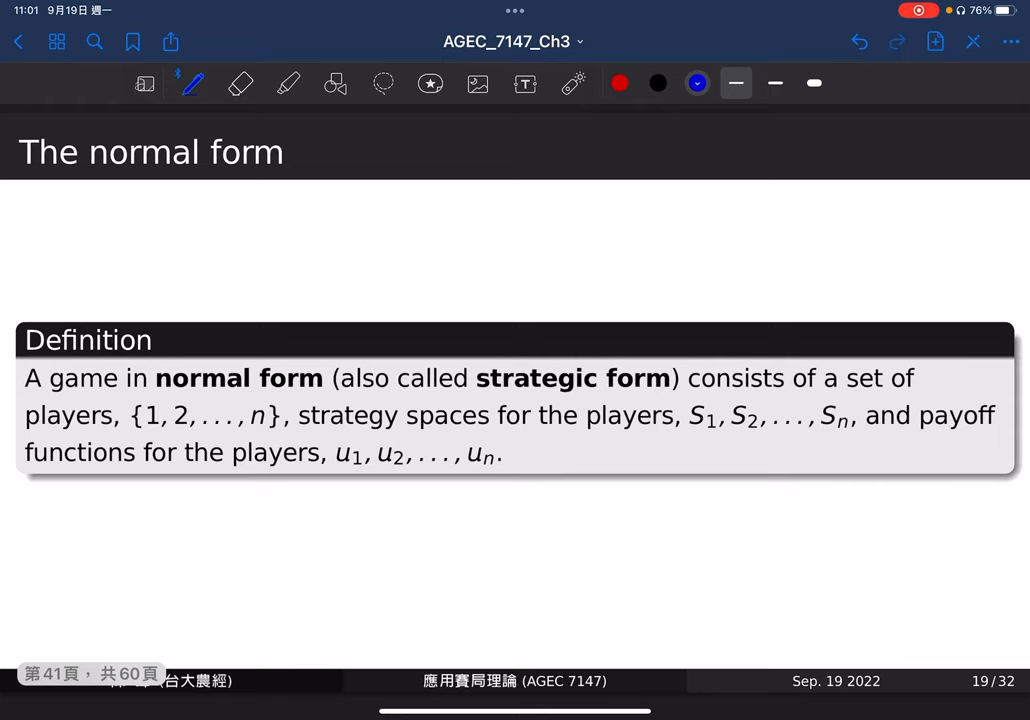 11:01 9月19日 週一
76%
AGEC_7147_Ch3
The normal form
Definition
A game in normal form (also called strategic form) consists of a set of
players, {1, 2, . . . , n}, strategy spaces for the players, S₁, S₂, . . . , Sₙ, and payoff
functions for the players, u₁, u₂, . . . , uₙ.
第41頁， 共60頁
台大農經)
應用賽局理論 (AGEC 7147)
Sep. 19 2022
19 / 32